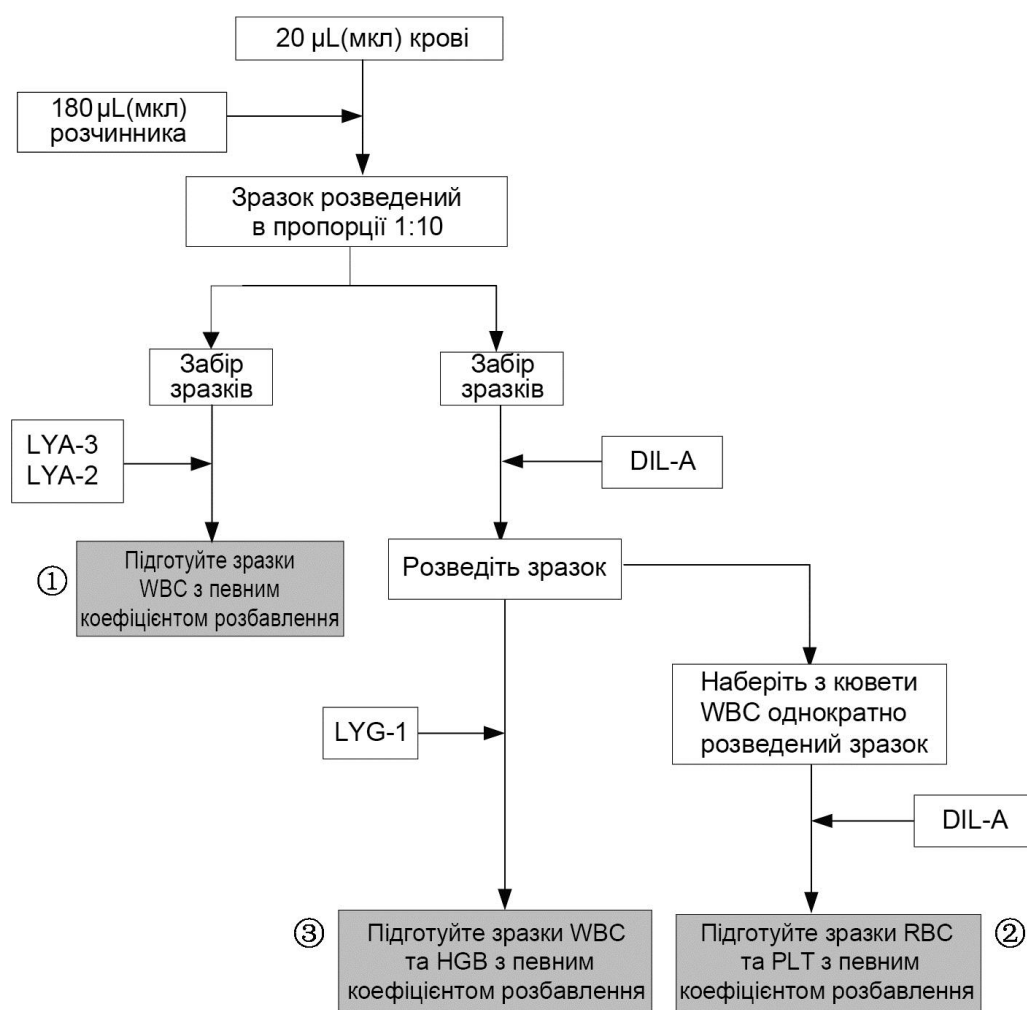 20 µL(мкл) крові
180 µL(мкл)
розчинника
Зразок розведений
в пропорції 1:10
Забір
зразків
Забір
зразків
LYA-3
LYA-2
DIL-A
①
Підготуйте зразки
WBC з певним
коефіцієнтом розбавлення
Розведіть зразок
Наберіть з кювети
WBC однократно
розведений зразок
LYG-1
DIL-A
③
Підготуйте зразки WBC
та HGB з певним
коефіцієнтом розбавлення
Підготуйте зразки RBC
та PLT з певним
коефіцієнтом розбавлення
②